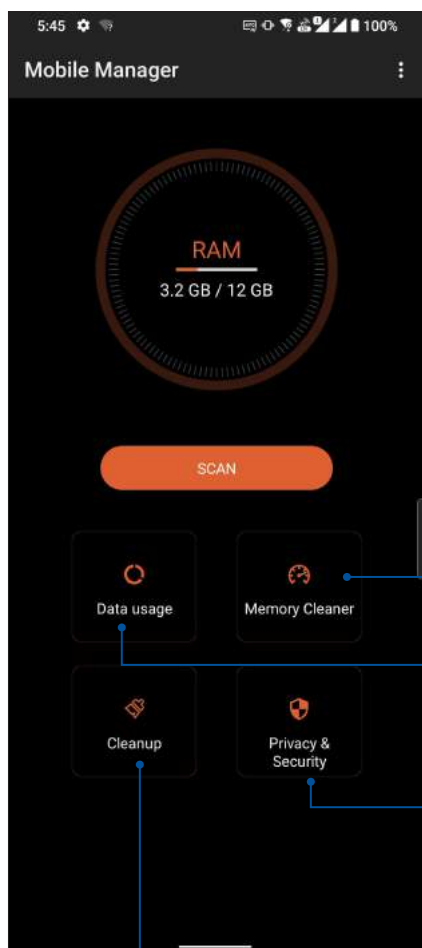 5:45 100%
Mobile Manager
RAM
3.2 GB / 12 GB
SCAN
Data usage
Memory Cleaner
Cleanup
Privacy &
Security